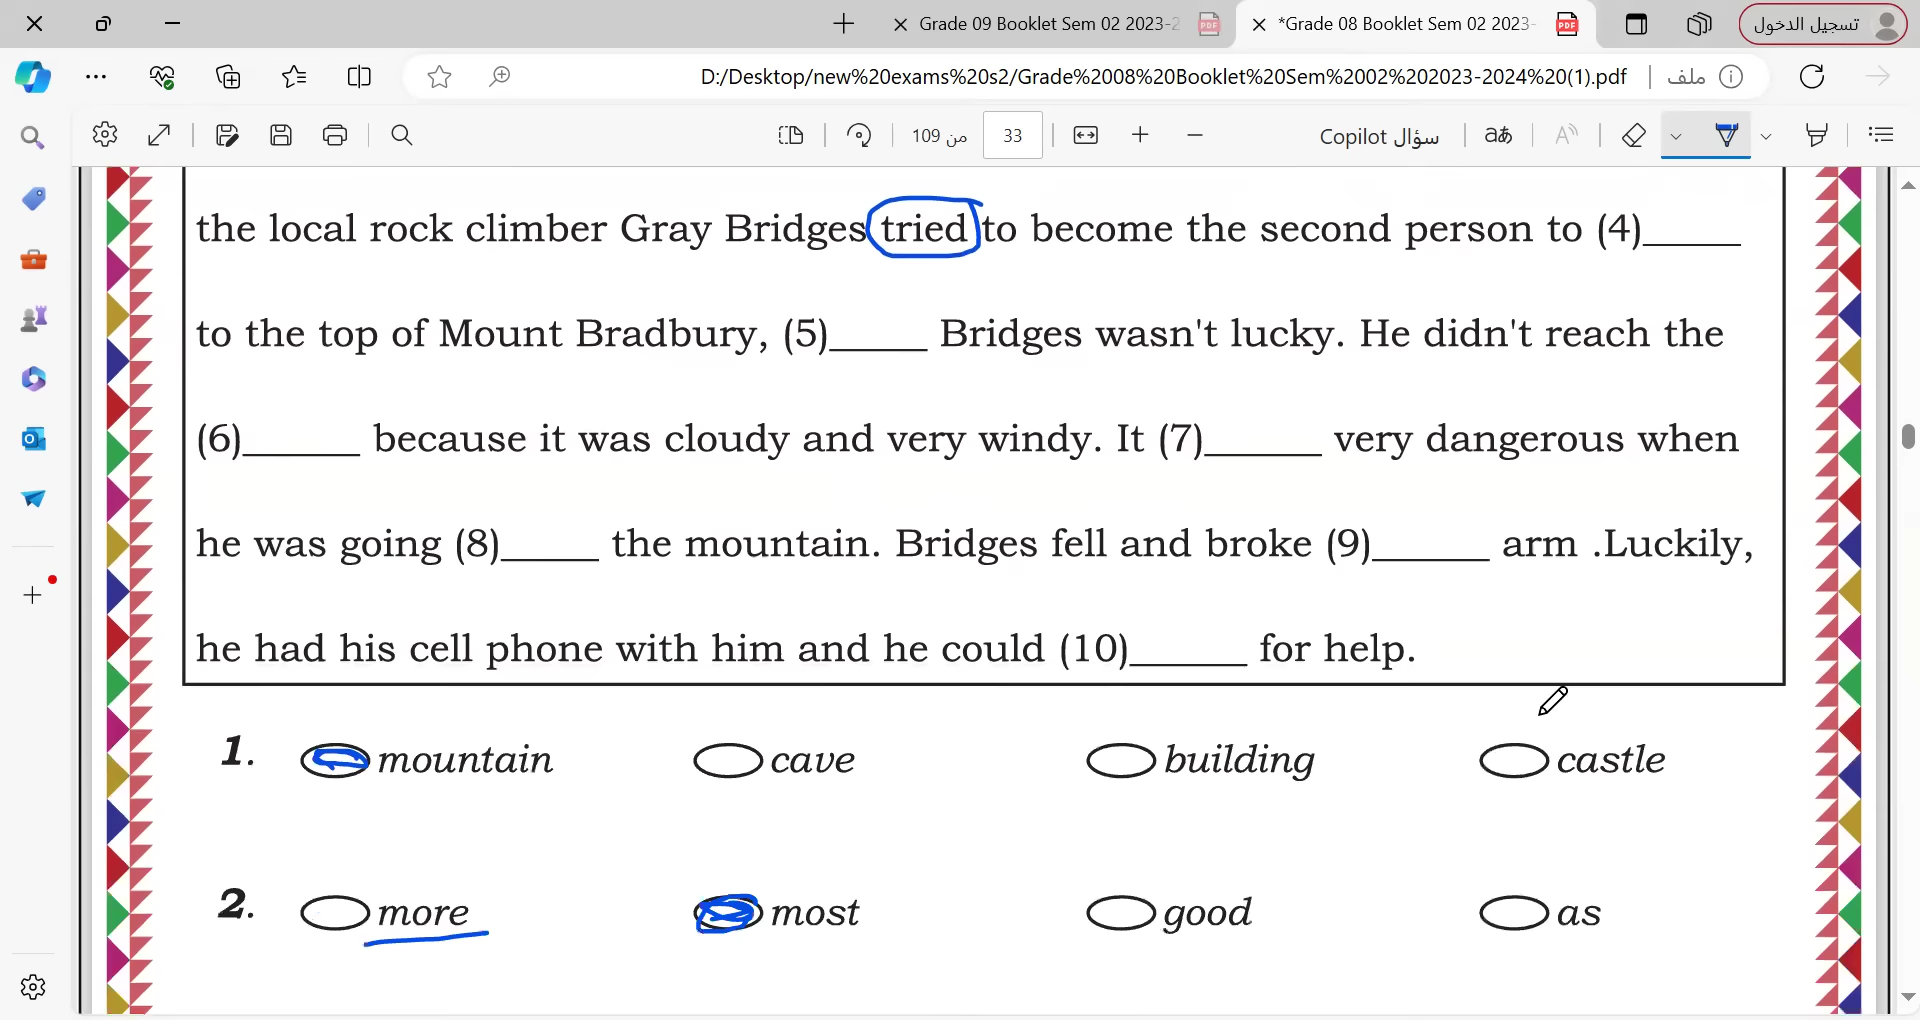 Grade 09 Booklet Sem 02 2023-2
*Grade 08 Booklet Sem 02 2023-
تسجيل الدخول
D:/Desktop/new%20exams%20s2/Grade%2008%20Booklet%20Sem%2002%202023-2024%20(1).pdf
ملف
109 من
33
سؤال Copilot
aあ
the local rock climber Gray Bridges tried to become the second person to (4)_____
to the top of Mount Bradbury, (5)_____ Bridges wasn't lucky. He didn't reach the
(6)______ because it was cloudy and very windy. It (7)______ very dangerous when
he was going (8)_____ the mountain. Bridges fell and broke (9)______ arm .Luckily,
he had his cell phone with him and he could (10)______ for help.
1. mountain cave building castle
2. more most good as